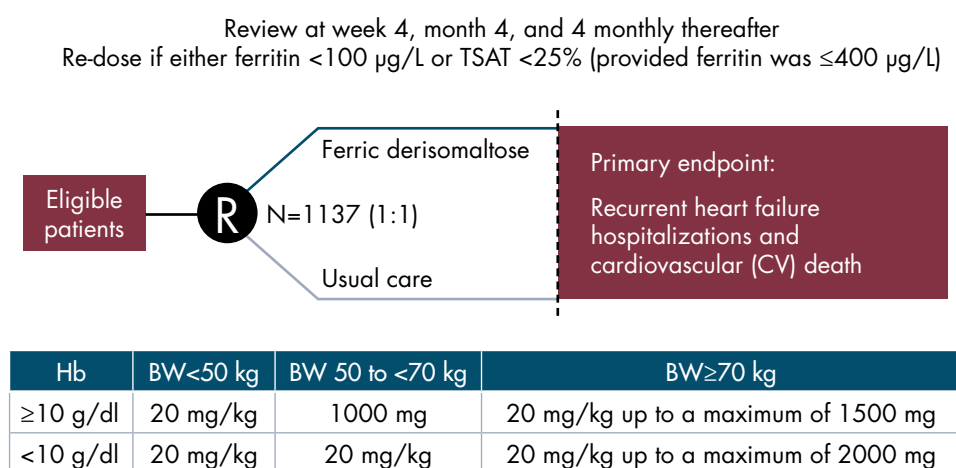 Review at week 4, month 4, and 4 monthly thereafter
Re-dose if either ferritin <100 µg/L or TSAT <25% (provided ferritin was ≤400 µg/L)
Ferric derisomaltose
Eligible
patients
R
N=1137 (1:1)
Usual care
Primary endpoint:
Recurrent heart failure
hospitalizations and
cardiovascular (CV) death
Hb BW<50 kg BW 50 to <70 kg BW≥70 kg
≥10 g/dl 20 mg/kg 1000 mg 20 mg/kg up to a maximum of 1500 mg
<10 g/dl 20 mg/kg 20 mg/kg 20 mg/kg up to a maximum of 2000 mg